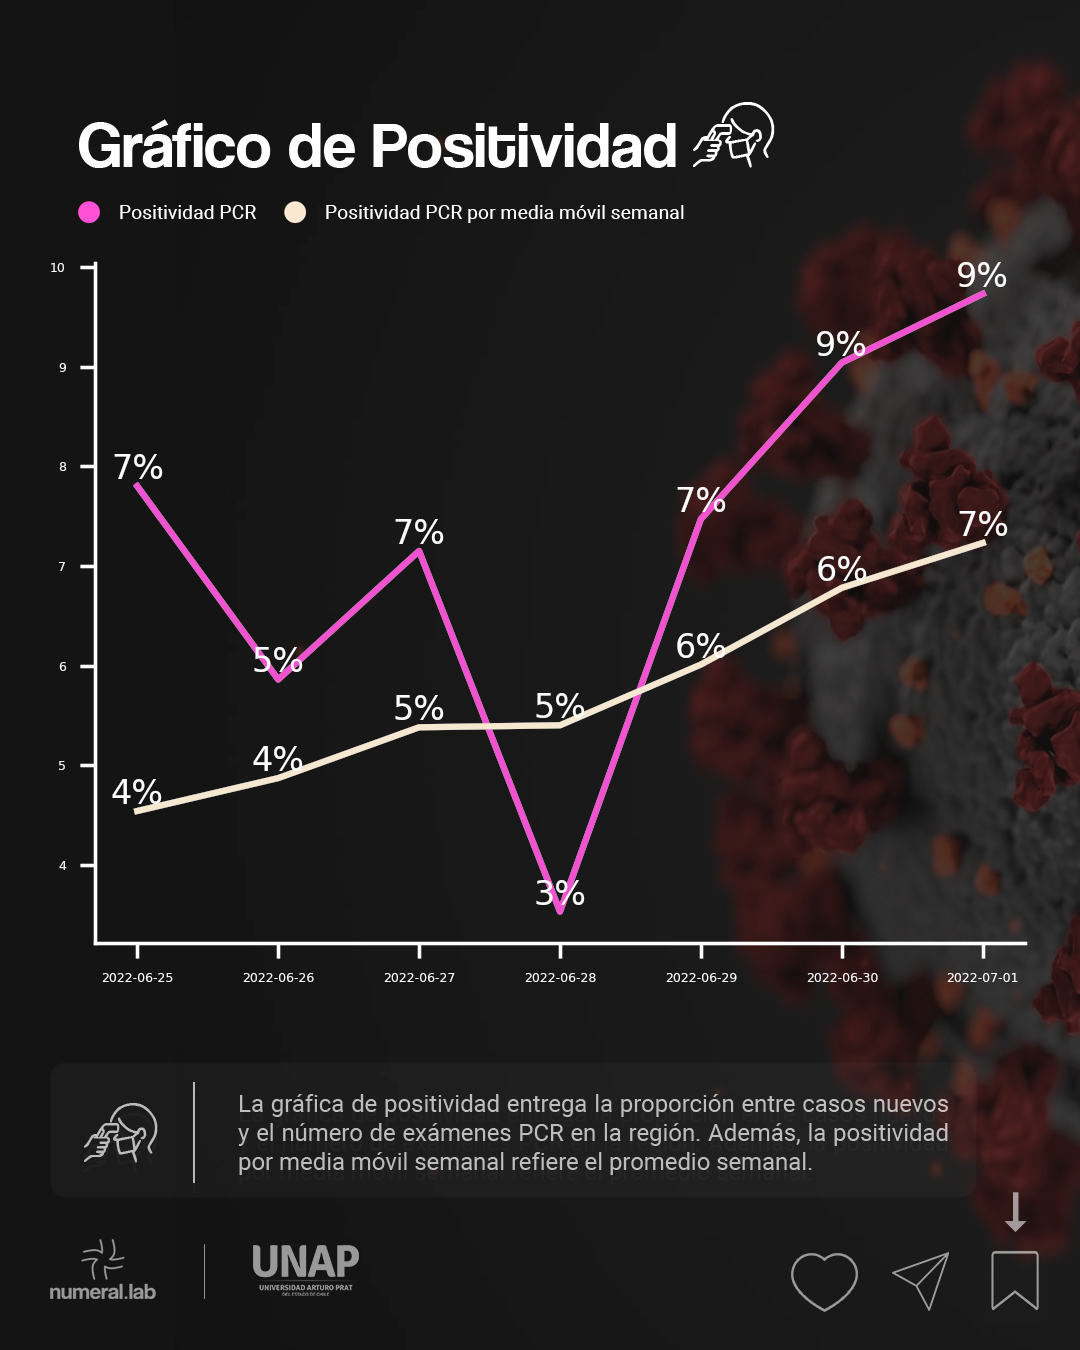 Gráfico de Positividad
Positividad PCR Positividad PCR por media móvil semanal
10
9
8
7
6
5
4
7%
5%
7%
3%
7%
9%
9%
4%
4%
5%
5%
6%
6%
7%
2022-06-25 2022-06-26 2022-06-27 2022-06-28 2022-06-29 2022-06-30 2022-07-01
La gráfica de positividad entrega la proporción entre casos nuevos
y el número de exámenes PCR en la región. Además, la positividad
por media móvil semanal refiere el promedio semanal.
numeral.lab
UNAP
UNIVERSIDAD ARTURO PRAT
DEL ESTADO DE CHILE